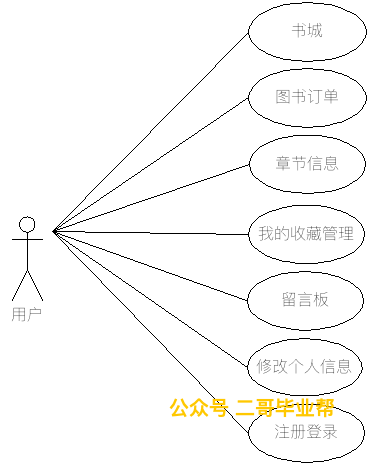 书城
图书订单
章节信息
我的收藏管理
用户
留言板
修改个人信息
公众号 二哥毕业帮
注册登录